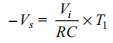 −V_s = V_i / RC × T_1